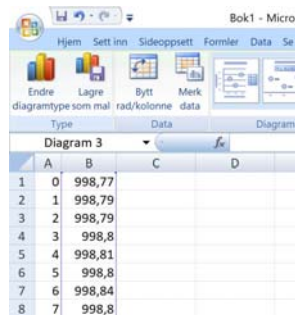 Bok1 - Micro
Hjem Sett inn Sideoppsett Formler Data Se
Endre diagramtype Lagre som mal Bytt rad/kolonne Merk data
Type Data Diagram
Diagram 3 fx
A B C D
1 0 998,77
2 1 998,79
3 2 998,79
4 3 998,8
5 4 998,81
6 5 998,8
7 6 998,84
8 7 998,8